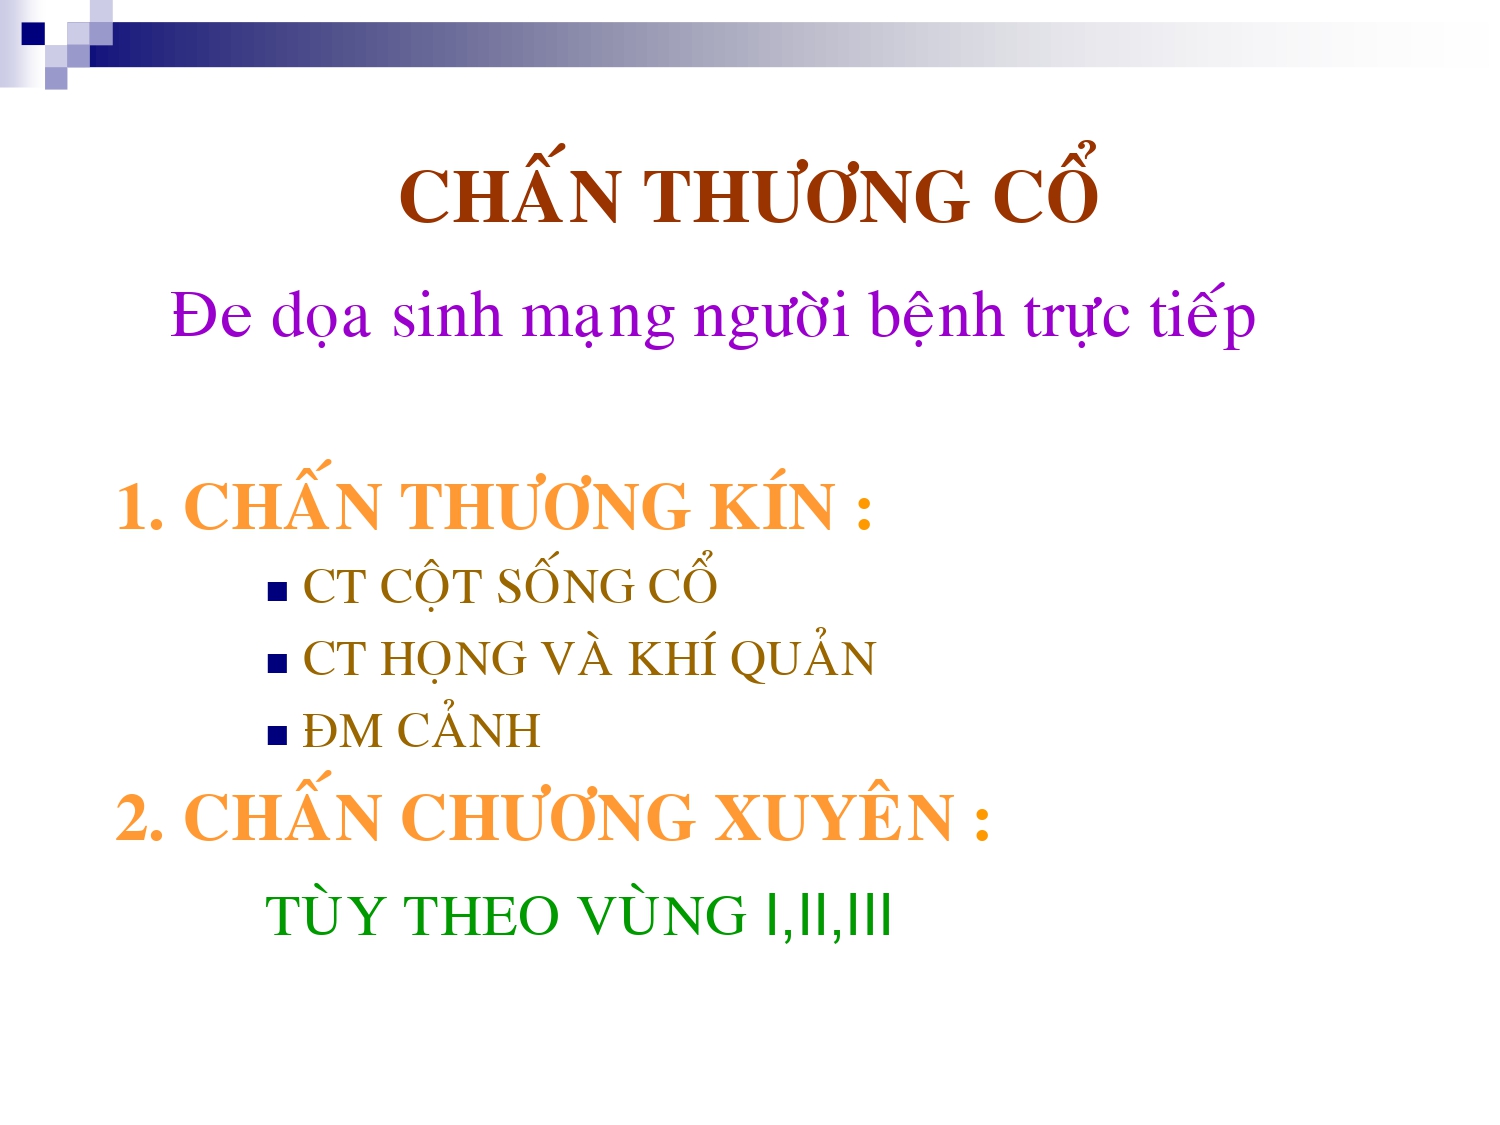 CHẤN THƯƠNG CỔ
Đe dọa sinh mạng người bệnh trực tiếp
1. CHẤN THƯƠNG KÍN :
CT CỘT SỐNG CỔ
CT HỌNG VÀ KHÍ QUẢN
ĐM CẢNH
2. CHẤN CHƯƠNG XUYÊN :
TÙY THEO VÙNG I,II,III